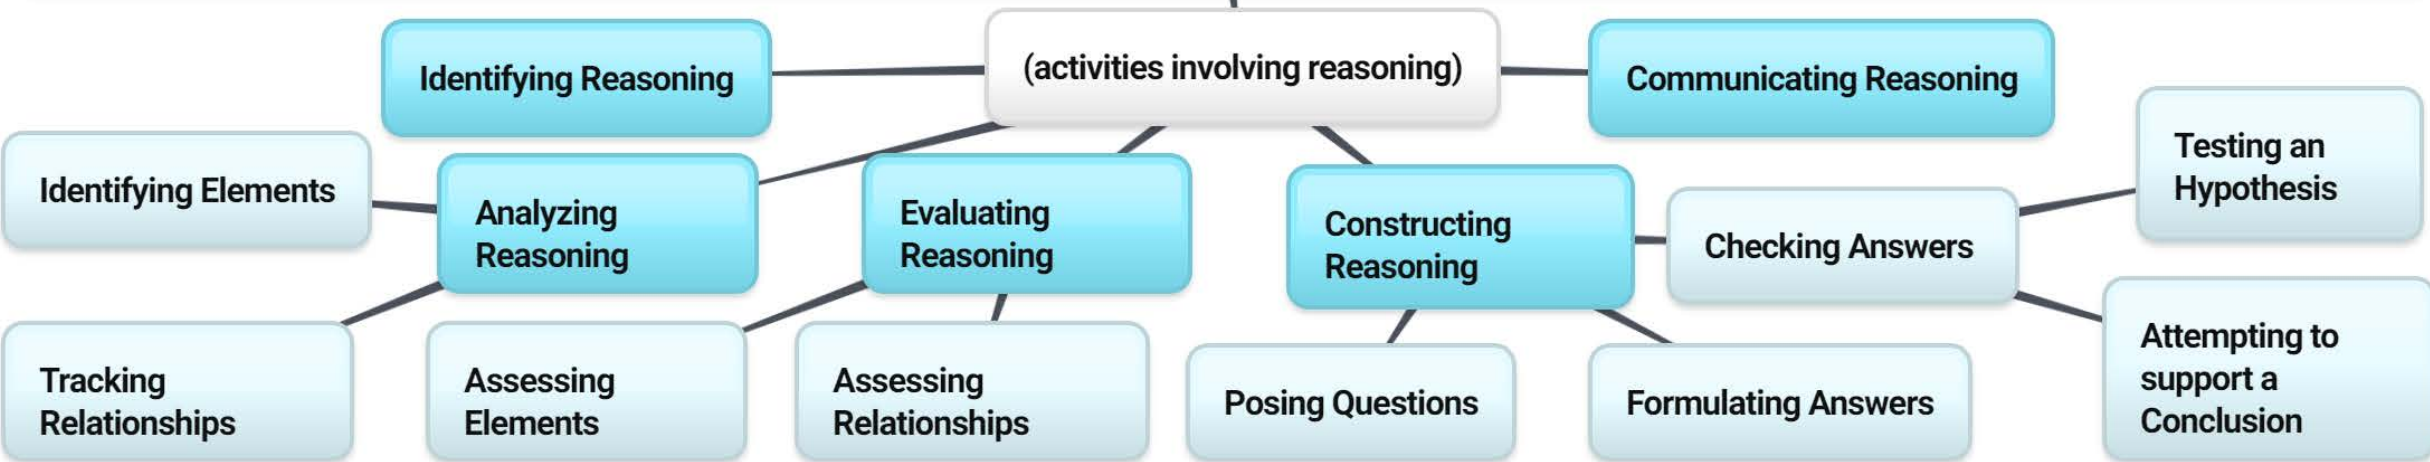 (activities involving reasoning)
Identifying Reasoning
Communicating Reasoning
Identifying Elements
Analyzing
Reasoning
Evaluating
Reasoning
Constructing
Reasoning
Checking Answers
Testing an
Hypothesis
Tracking
Relationships
Assessing
Elements
Assessing
Relationships
Posing Questions
Formulating Answers
Attempting to
support a
Conclusion